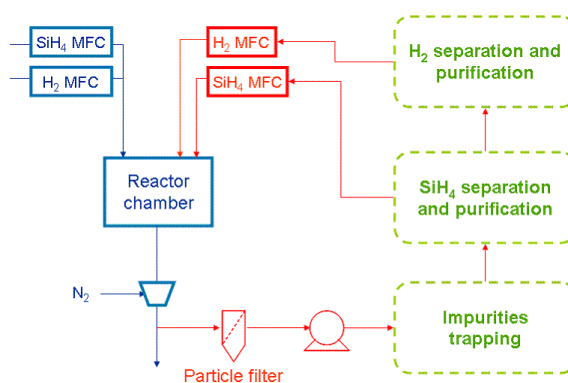 SiH₄ MFC
H₂ MFC
H₂ MFC
SiH₄ MFC
H₂ separation and
purification
Reactor
chamber
SiH₄ separation
and purification
N₂
Impurities
trapping
Particle filter